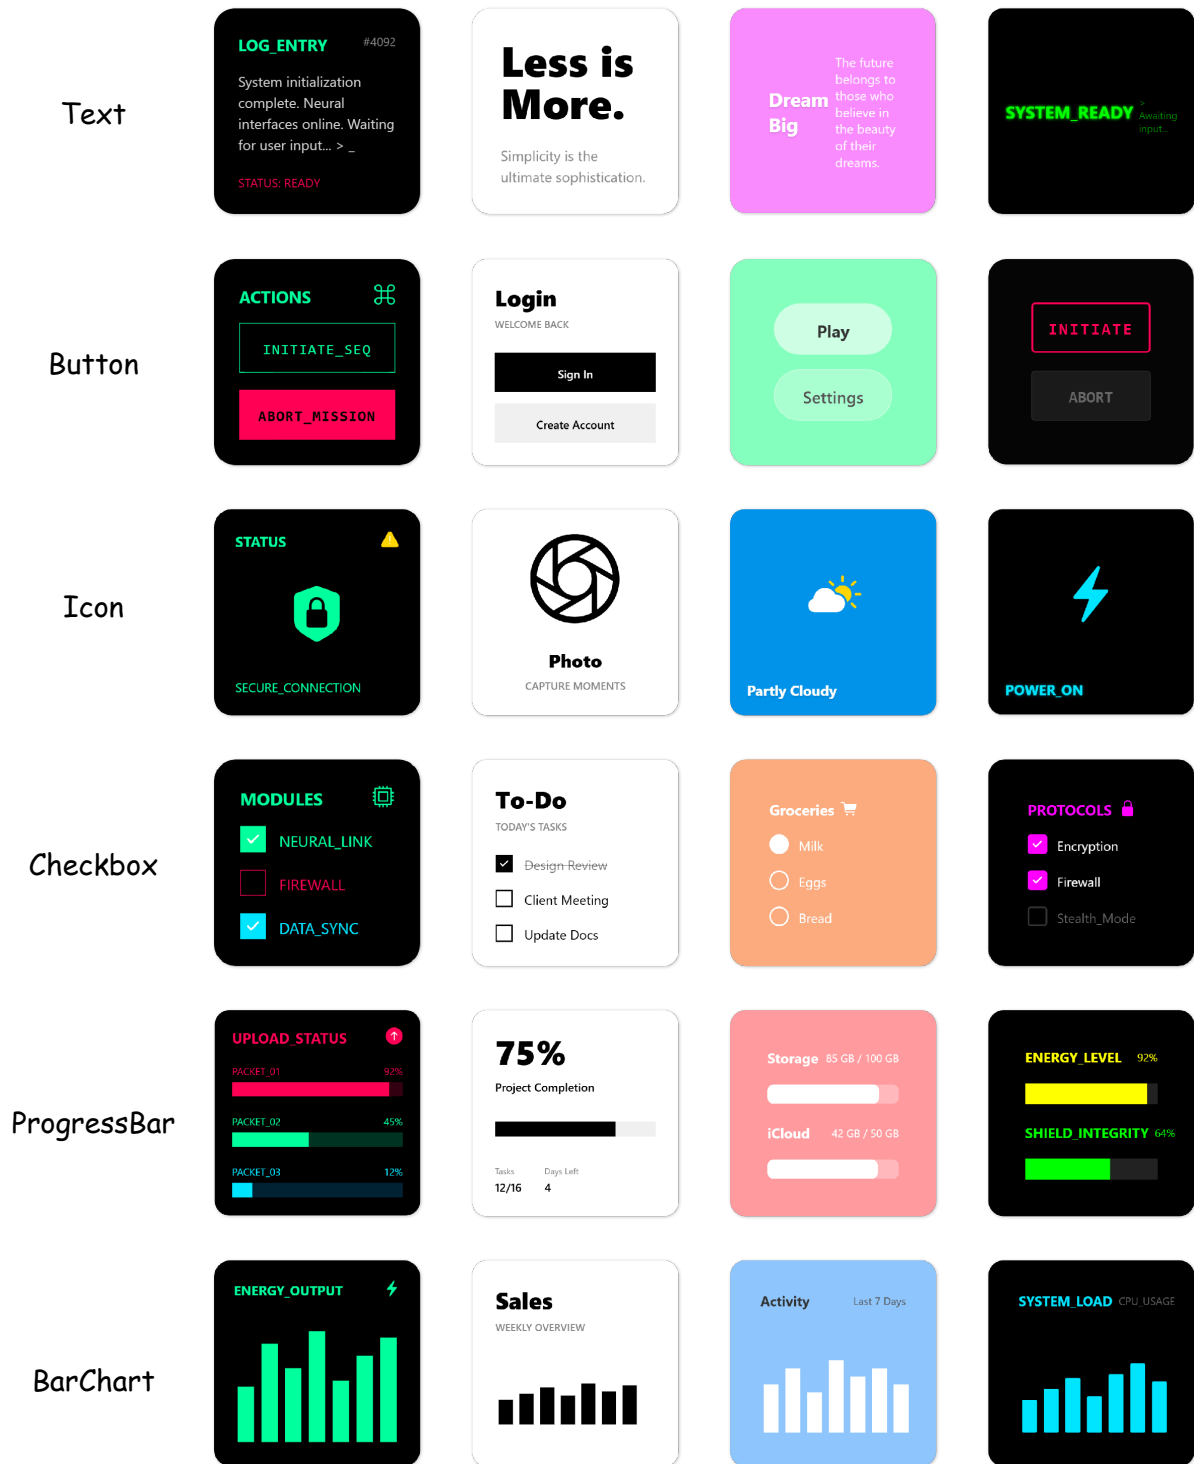 Text
LOG_ENTRY #4092
System initialization
complete. Neural
interfaces online. Waiting
for user input... > _
STATUS: READY
Less is
More.
Simplicity is the
ultimate sophistication.
Dream
Big
The future
belongs to
those who
believe in
the beauty
of their
dreams.
SYSTEM_READY
>
Awaiting
input...
Button
ACTIONS
INITIATE_SEQ
ABORT_MISSION
Login
WELCOME BACK
Sign In
Create Account
Play
Settings
INITIATE
ABORT
Icon
STATUS
SECURE_CONNECTION
Photo
CAPTURE MOMENTS
Partly Cloudy
POWER_ON
Checkbox
MODULES
NEURAL_LINK
FIREWALL
DATA_SYNC
To-Do
TODAY'S TASKS
Design Review
Client Meeting
Update Docs
Groceries
Milk
Eggs
Bread
PROTOCOLS
Encryption
Firewall
Stealth_Mode
ProgressBar
UPLOAD_STATUS
PACKET_01 92%
PACKET_02 45%
PACKET_03 12%
75%
Project Completion
Tasks Days Left
12/16 4
Storage 85 GB / 100 GB
iCloud 42 GB / 50 GB
ENERGY_LEVEL 92%
SHIELD_INTEGRITY 64%
BarChart
ENERGY_OUTPUT
Sales
WEEKLY OVERVIEW
Activity Last 7 Days
SYSTEM_LOAD CPU_USAGE